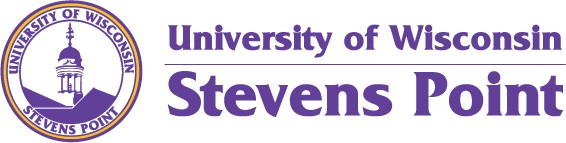 UNIVERSITY OF WISCONSIN
STEVENS POINT
University of Wisconsin
Stevens Point